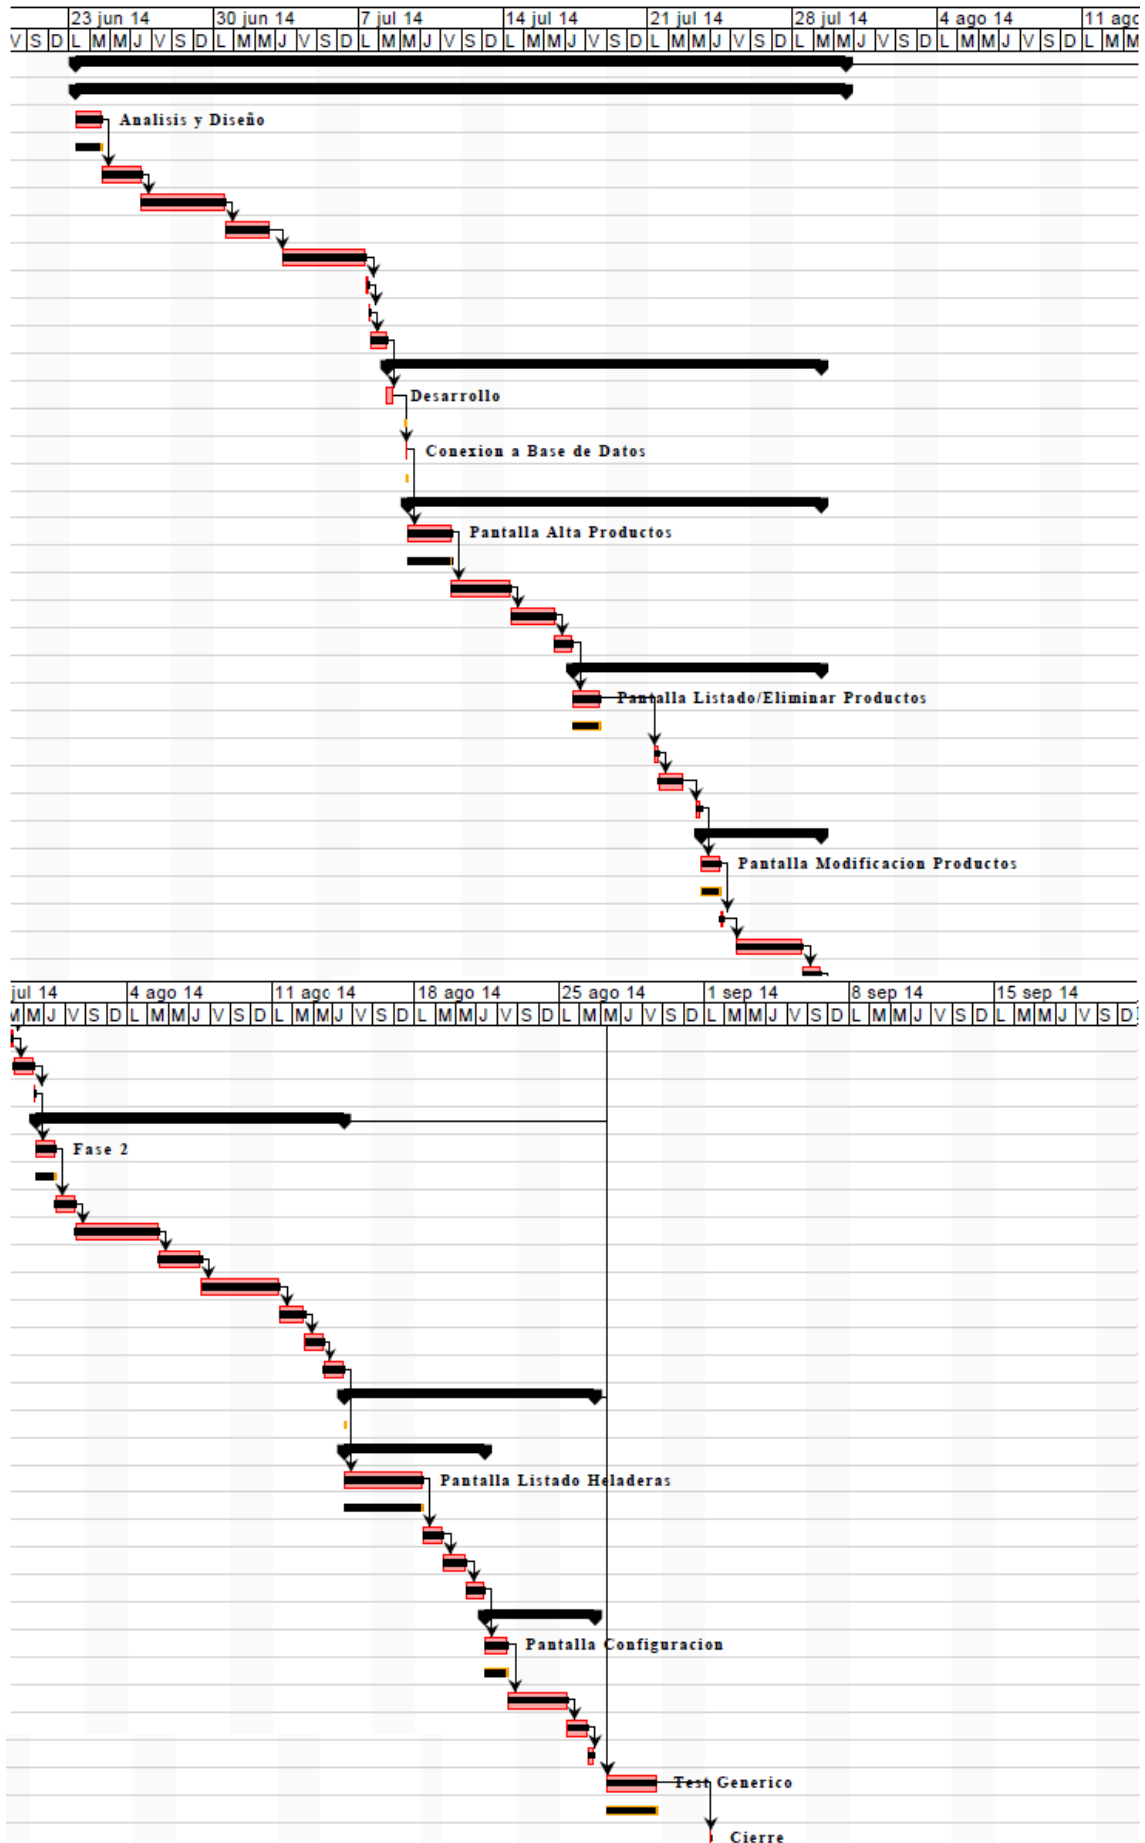 23 jun 14 30 jun 14 7 jul 14 14 jul 14 21 jul 14 28 jul 14 4 ago 14 11 ago
V S D L M M J V S D L M M J V S D L M M J V S D L M M J V S D L M M J V S D L M M J V S D L M M J V S D L M M
Analisis y Diseño
Desarrollo
Conexion a Base de Datos
Pantalla Alta Productos
Pantalla Listado/Eliminar Productos
Pantalla Modificacion Productos
jul 14 4 ago 14 11 ago 14 18 ago 14 25 ago 14 1 sep 14 8 sep 14 15 sep 14
M M J V S D L M M J V S D L M M J V S D L M M J V S D L M M J V S D L M M J V S D L M M J V S D L M M J V S D
Fase 2
Pantalla Listado Heladeras
Pantalla Configuracion
Test Generico
Cierre